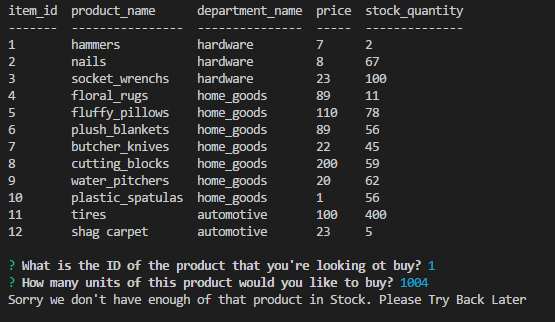 item_id  product_name      department_name  price  stock_quantity
-------  ----------------  ---------------  -----  --------------
1        hammers           hardware         7      2
2        nails             hardware         8      67
3        socket_wrenchs    hardware         23     100
4        floral_rugs       home_goods       89     11
5        fluffy_pillows    home_goods       110    78
6        plush_blankets    home_goods       89     56
7        butcher_knives    home_goods       22     45
8        cutting_blocks    home_goods       200    59
9        water_pitchers    home_goods       20     62
10       plastic_spatulas  home_goods       1      56
11       tires             automotive       100    400
12       shag carpet       automotive       23     5
? What is the ID of the product that you're looking ot buy? 1
? How many units of this product would you like to buy? 1004
Sorry we don't have enough of that product in Stock. Please Try Back Later